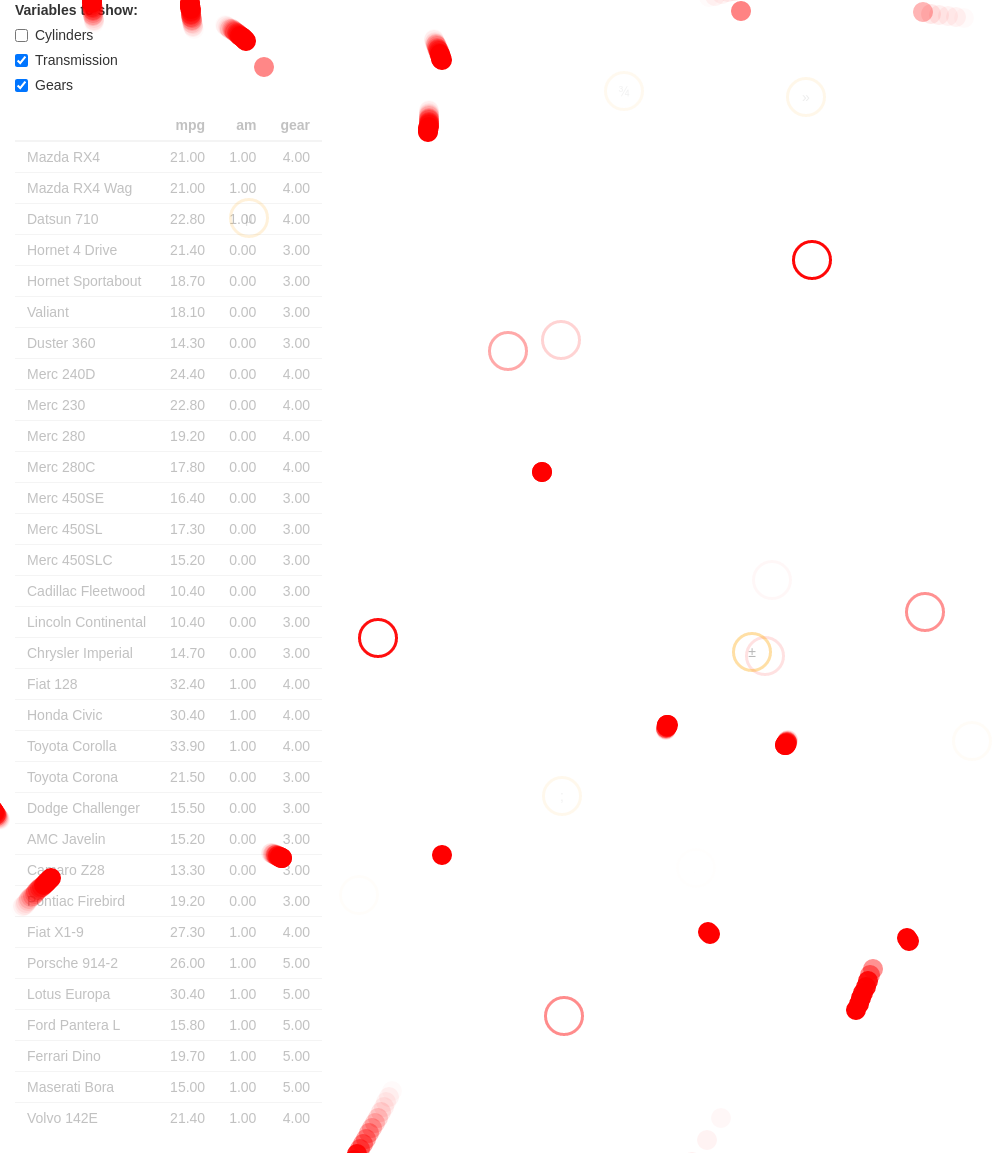 Variables to show:
Cylinders
Transmission
Gears
mpg am gear
Mazda RX4 21.00 1.00 4.00
Mazda RX4 Wag 21.00 1.00 4.00
Datsun 710 22.80 1.00 4.00
Hornet 4 Drive 21.40 0.00 3.00
Hornet Sportabout 18.70 0.00 3.00
Valiant 18.10 0.00 3.00
Duster 360 14.30 0.00 3.00
Merc 240D 24.40 0.00 4.00
Merc 230 22.80 0.00 4.00
Merc 280 19.20 0.00 4.00
Merc 280C 17.80 0.00 4.00
Merc 450SE 16.40 0.00 3.00
Merc 450SL 17.30 0.00 3.00
Merc 450SLC 15.20 0.00 3.00
Cadillac Fleetwood 10.40 0.00 3.00
Lincoln Continental 10.40 0.00 3.00
Chrysler Imperial 14.70 0.00 3.00
Fiat 128 32.40 1.00 4.00
Honda Civic 30.40 1.00 4.00
Toyota Corolla 33.90 1.00 4.00
Toyota Corona 21.50 0.00 3.00
Dodge Challenger 15.50 0.00 3.00
AMC Javelin 15.20 0.00 3.00
Camaro Z28 13.30 0.00 3.00
Pontiac Firebird 19.20 0.00 3.00
Fiat X1-9 27.30 1.00 4.00
Porsche 914-2 26.00 1.00 5.00
Lotus Europa 30.40 1.00 5.00
Ford Pantera L 15.80 1.00 5.00
Ferrari Dino 19.70 1.00 5.00
Maserati Bora 15.00 1.00 5.00
Volvo 142E 21.40 1.00 4.00
»
±